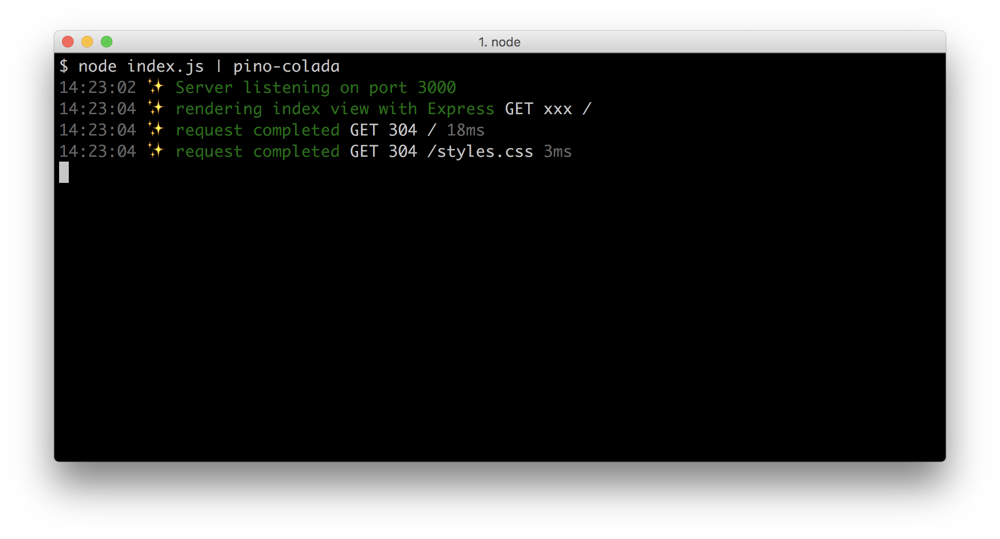 1. node
$ node index.js | pino-colada
14:23:02 ✨ Server listening on port 3000
14:23:04 ✨ rendering index view with Express GET xxx /
14:23:04 ✨ request completed GET 304 / 18ms
14:23:04 ✨ request completed GET 304 /styles.css 3ms